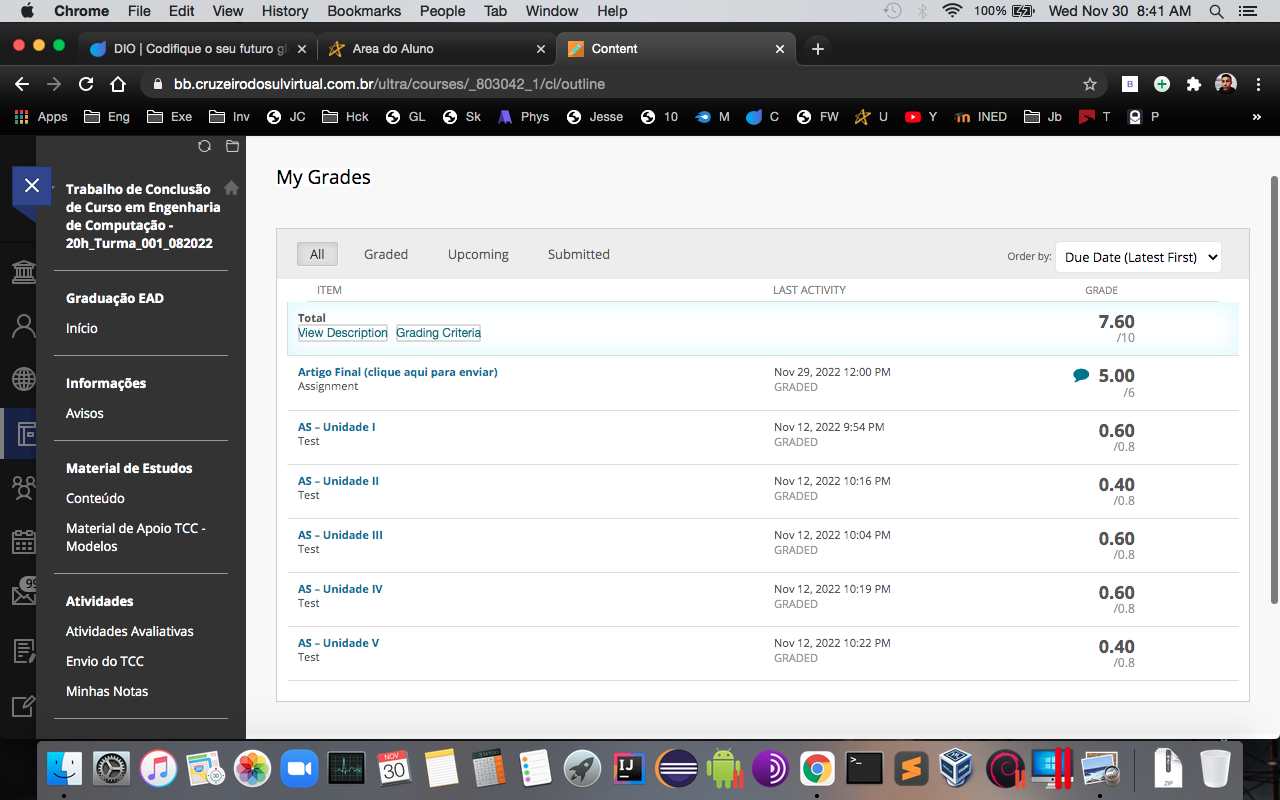 Chrome File Edit View History Bookmarks People Tab Window Help 100% Wed Nov 30 8:41 AM
DIO | Codifique o seu futuro gl
Area do Aluno
Content
bb.cruzeirodosulvirtual.com.br/ultra/courses/_803042_1/cl/outline
Apps Eng Exe Inv JC Hck GL Sk Phys Jesse 10 M C FW U Y INED Jb T P »
Trabalho de Conclusão
de Curso em Engenharia
de Computação -
20h_Turma_001_082022
Graduação EAD
Início
Informações
Avisos
Material de Estudos
Conteúdo
Material de Apoio TCC -
Modelos
Atividades
Atividades Avaliativas
Envio do TCC
Minhas Notas
99
My Grades
All Graded Upcoming Submitted
Order by: Due Date (Latest First)
ITEM LAST ACTIVITY GRADE
Total
View Description Grading Criteria
7.60
/10
Artigo Final (clique aqui para enviar)
Assignment
Nov 29, 2022 12:00 PM
GRADED
5.00
/6
AS – Unidade I
Test
Nov 12, 2022 9:54 PM
GRADED
0.60
/0.8
AS – Unidade II
Test
Nov 12, 2022 10:16 PM
GRADED
0.40
/0.8
AS – Unidade III
Test
Nov 12, 2022 10:04 PM
GRADED
0.60
/0.8
AS – Unidade IV
Test
Nov 12, 2022 10:19 PM
GRADED
0.60
/0.8
AS – Unidade V
Test
Nov 12, 2022 10:22 PM
GRADED
0.40
/0.8
NOV
30
IJ
ZIP